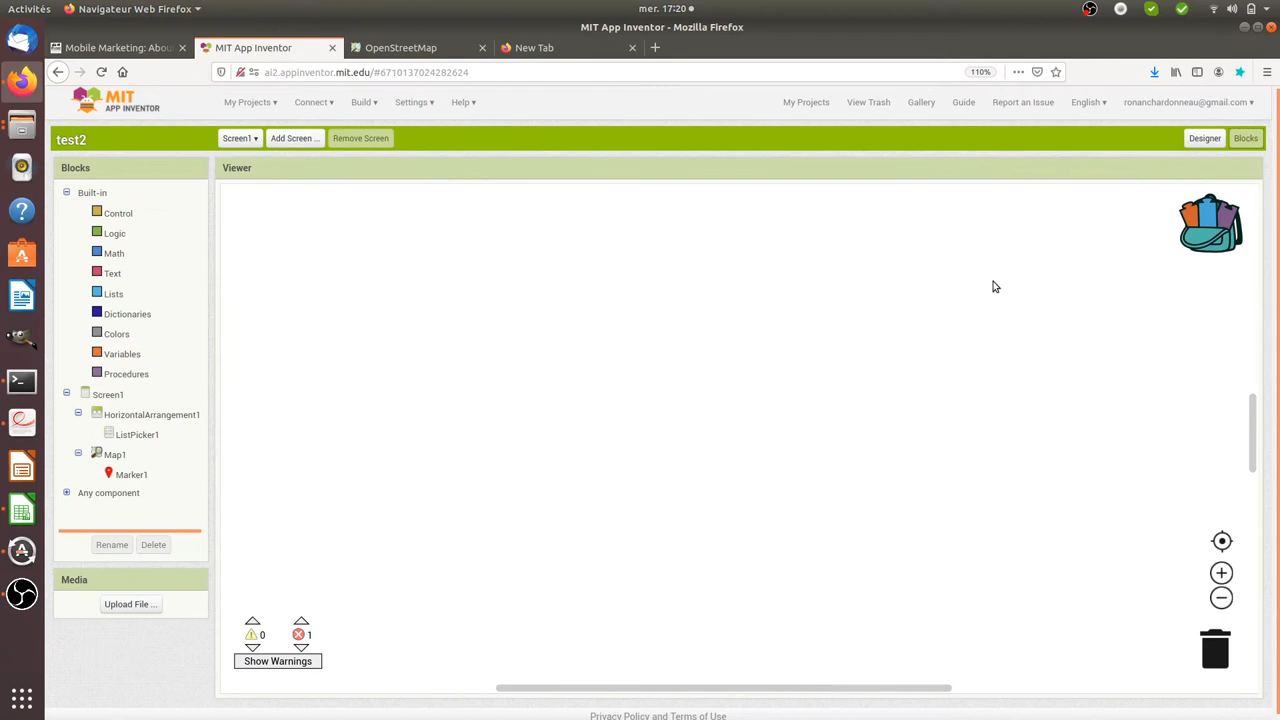 Activités
Navigateur Web Firefox ▾
mer. 17:20
MIT App Inventor - Mozilla Firefox
Mobile Marketing: Abou
MIT App Inventor
OpenStreetMap
New Tab
ai2.appinventor.mit.edu/#6710137024282624
110%
MIT
APP INVENTOR
My Projects ▾
Connect ▾
Build ▾
Settings ▾
Help ▾
My Projects
View Trash
Gallery
Guide
Report an Issue
English ▾
ronanchardonneau@gmail.com ▾
test2
Screen1 ▾
Add Screen ...
Remove Screen
Designer
Blocks
Blocks
Viewer
Built-in
Control
Logic
Math
Text
Lists
Dictionaries
Colors
Variables
Procedures
Screen1
HorizontalArrangement1
ListPicker1
Map1
Marker1
Any component
Rename
Delete
Media
Upload File ...
0
1
Show Warnings
Privacy Policy and Terms of Use